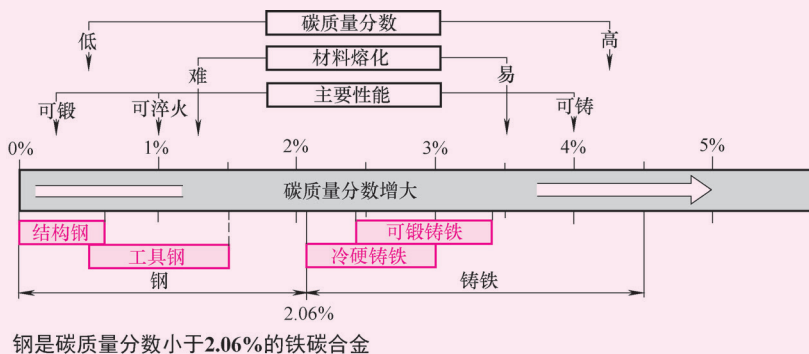 碳质量分数
低 高
材料熔化
难 易
主要性能
可锻 可淬火 可铸
0% 1% 2% 3% 4% 5%
碳质量分数增大
结构钢 可锻铸铁
工具钢 冷硬铸铁
钢 铸铁
2.06%
钢是碳质量分数小于2.06%的铁碳合金